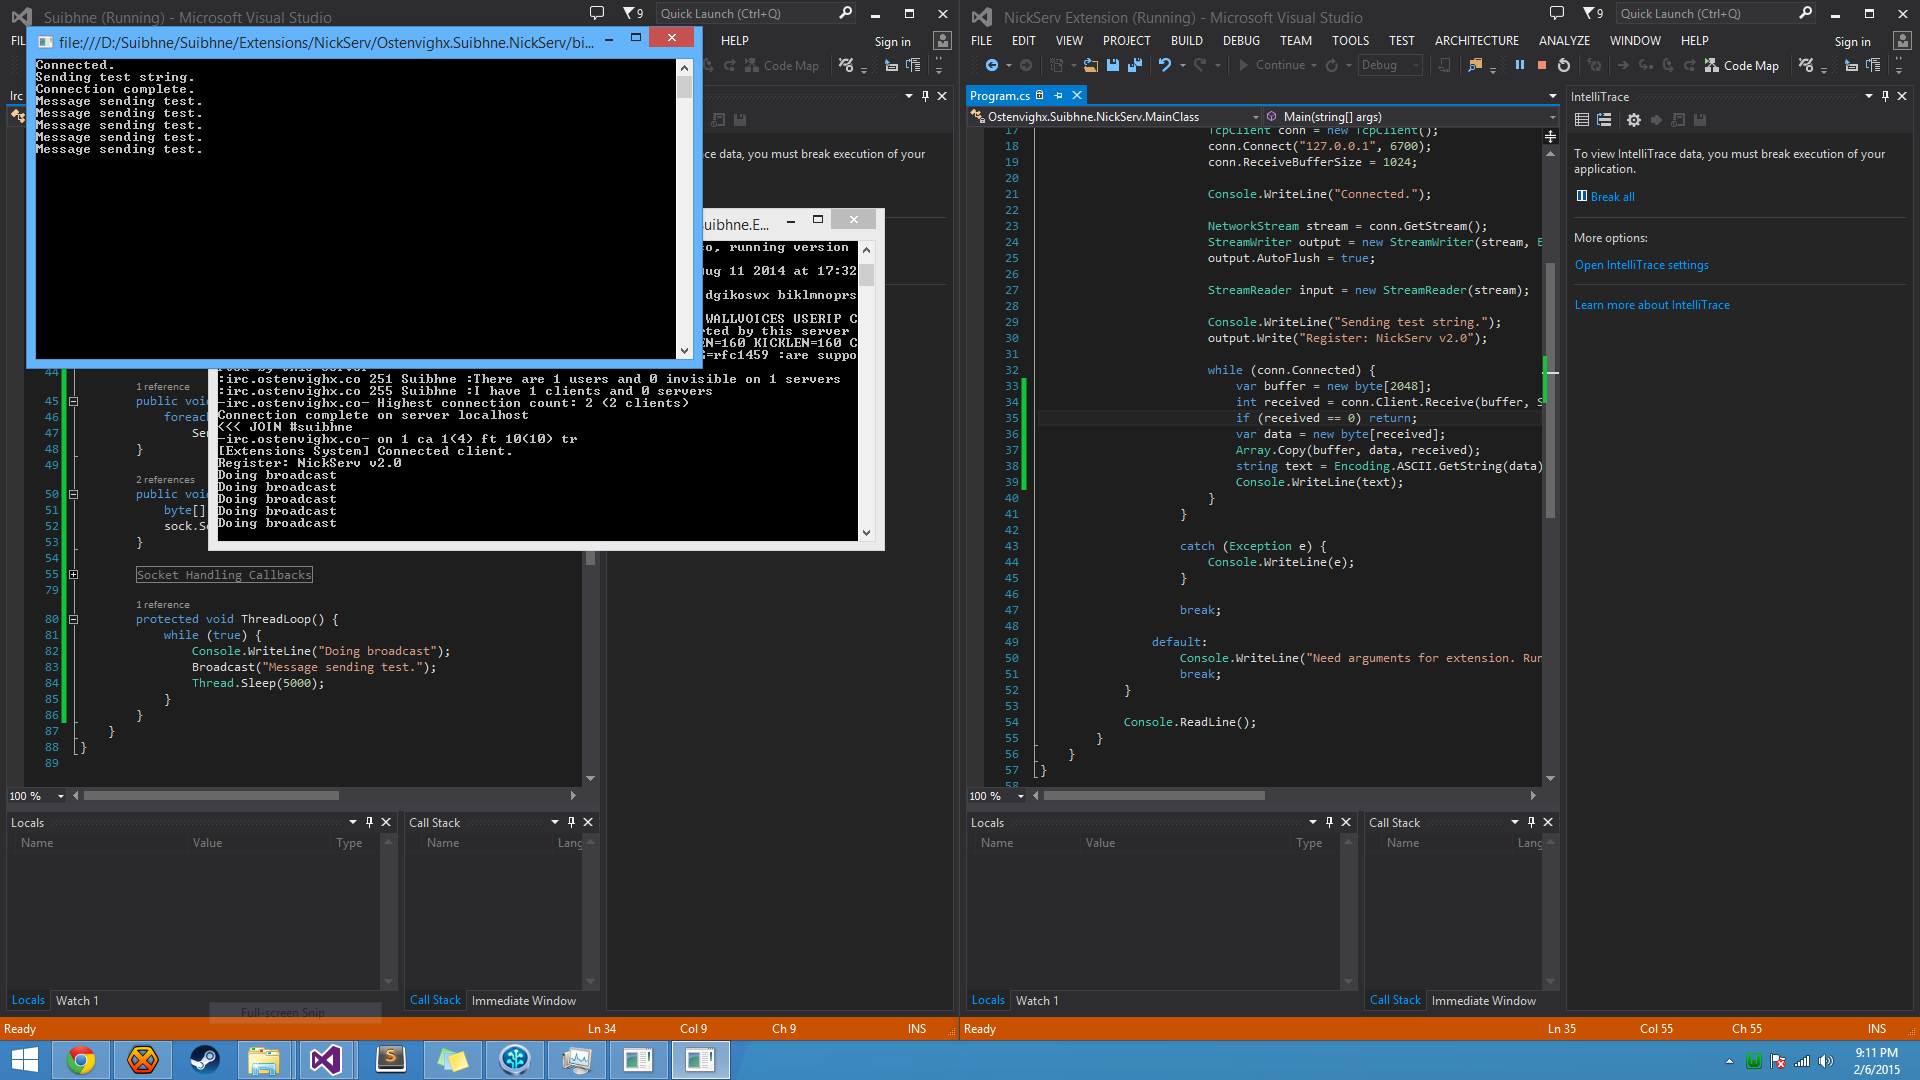 Suibhne (Running) - Microsoft Visual Studio
9
Quick Launch (Ctrl+Q)
HELP
Sign in
Code Map
file:///D:/Suibhne/Suibhne/Extensions/NickServ/Ostenvighx.Suibhne.NickServ/bi...
Connected.
Sending test string.
Connection complete.
Message sending test.
Message sending test.
Message sending test.
Message sending test.
Message sending test.
ce data, you must break execution of your
uibhne.E...
o, running version
ug 11 2014 at 17:32
dgikoswx biklmnoprs
WALLVOICES USERIP C
rted by this server
EN=160 KICKLEN=160 C
G=rfc1459 :are suppo
rted by this server
:irc.ostenvighx.co 251 Suibhne :There are 1 users and 0 invisible on 1 servers
:irc.ostenvighx.co 255 Suibhne :I have 1 clients and 0 servers
-irc.ostenvighx.co- Highest connection count: 2 (2 clients)
Connection complete on server localhost
<<< JOIN #suibhne
-irc.ostenvighx.co- on 1 ca 1(4) ft 10(10) tr
[Extensions System] Connected client.
Register: NickServ v2.0
Doing broadcast
Doing broadcast
Doing broadcast
Doing broadcast
Doing broadcast
44
1 reference
45 public void
46 foreac
47 Sen
48 }
49
2 references
50 public void
51 byte[]
52 sock.Se
53 }
54
55 Socket Handling Callbacks
79
1 reference
80 protected void ThreadLoop() {
81 while (true) {
82 Console.WriteLine("Doing broadcast");
83 Broadcast("Message sending test.");
84 Thread.Sleep(5000);
85 }
86 }
87 }
88 }
89
100 %
Locals
Name Value Type
Call Stack
Name Lang
Locals Watch 1
Call Stack Immediate Window
Full-screen Snip
Ready Ln 34 Col 9 Ch 9 INS
NickServ Extension (Running) - Microsoft Visual Studio
9
Quick Launch (Ctrl+Q)
FILE EDIT VIEW PROJECT BUILD DEBUG TEAM TOOLS TEST ARCHITECTURE ANALYZE WINDOW HELP
Sign in
Continue Debug Code Map
Program.cs
Ostenvighx.Suibhne.NickServ.MainClass Main(string[] args)
17 TcpClient conn = new TcpClient();
18 conn.Connect("127.0.0.1", 6700);
19 conn.ReceiveBufferSize = 1024;
20
21 Console.WriteLine("Connected.");
22
23 NetworkStream stream = conn.GetStream();
24 StreamWriter output = new StreamWriter(stream, E
25 output.AutoFlush = true;
26
27 StreamReader input = new StreamReader(stream);
28
29 Console.WriteLine("Sending test string.");
30 output.Write("Register: NickServ v2.0");
31
32 while (conn.Connected) {
33 var buffer = new byte[2048];
34 int received = conn.Client.Receive(buffer, S
35 if (received == 0) return;
36 var data = new byte[received];
37 Array.Copy(buffer, data, received);
38 string text = Encoding.ASCII.GetString(data)
39 Console.WriteLine(text);
40 }
41 }
42
43 catch (Exception e) {
44 Console.WriteLine(e);
45 }
46
47 break;
48
49 default:
50 Console.WriteLine("Need arguments for extension. Run
51 break;
52 }
53
54 Console.ReadLine();
55 }
56 }
57 }
58
100 %
IntelliTrace
To view IntelliTrace data, you must break execution of your
application.
Break all
More options:
Open IntelliTrace settings
Learn more about IntelliTrace
Locals
Name Value Type
Call Stack
Name Lang
Locals Watch 1
Call Stack Immediate Window
Ready Ln 35 Col 55 Ch 55 INS
9:11 PM
2/6/2015